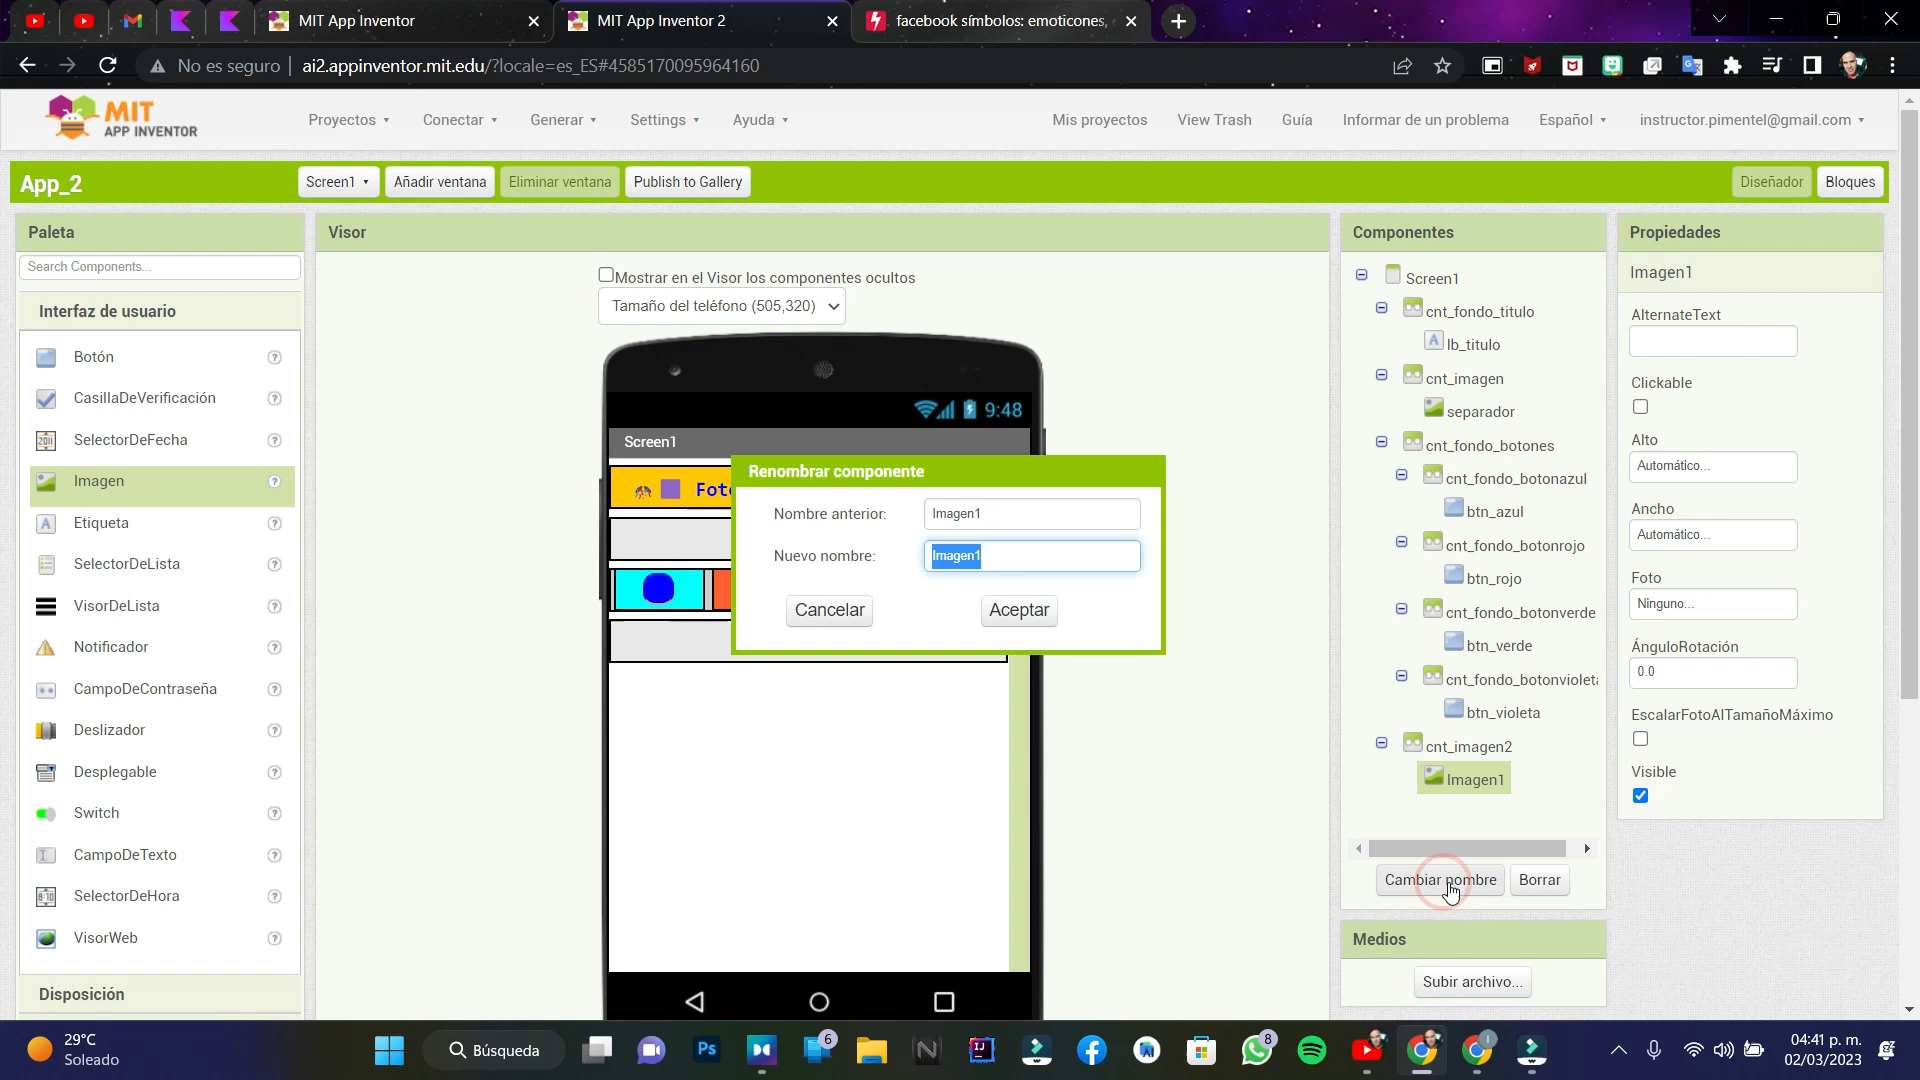 MIT App Inventor
MIT App Inventor 2
facebook símbolos: emoticones,
No es seguro
ai2.appinventor.mit.edu/?locale=es_ES#4585170095964160
MIT
APP INVENTOR
Proyectos
Conectar
Generar
Settings
Ayuda
Mis proyectos
View Trash
Guía
Informar de un problema
Español
instructor.pimentel@gmail.com
App_2
Screen1
Añadir ventana
Eliminar ventana
Publish to Gallery
Diseñador
Bloques
Paleta
Search Components...
Interfaz de usuario
Botón
CasillaDeVerificación
SelectorDeFecha
Imagen
Etiqueta
SelectorDeLista
VisorDeLista
Notificador
CampoDeContraseña
Deslizador
Desplegable
Switch
CampoDeTexto
SelectorDeHora
VisorWeb
Disposición
Visor
Mostrar en el Visor los componentes ocultos
Tamaño del teléfono (505,320)
9:48
Screen1
Foto
Renombrar componente
Nombre anterior:
Imagen1
Nuevo nombre:
Imagen1
Cancelar
Aceptar
Componentes
Screen1
cnt_fondo_titulo
lb_titulo
cnt_imagen
separador
cnt_fondo_botones
cnt_fondo_botonazul
btn_azul
cnt_fondo_botonrojo
btn_rojo
cnt_fondo_botonverde
btn_verde
cnt_fondo_botonvioleta
btn_violeta
cnt_imagen2
Imagen1
Cambiar nombre
Borrar
Medios
Subir archivo...
Propiedades
Imagen1
AlternateText
Clickable
Alto
Automático...
Ancho
Automático...
Foto
Ninguno...
ÁnguloRotación
0.0
EscalarFotoAlTamañoMáximo
Visible
29°C
Soleado
Búsqueda
Ps
6
8
04:41 p. m.
02/03/2023